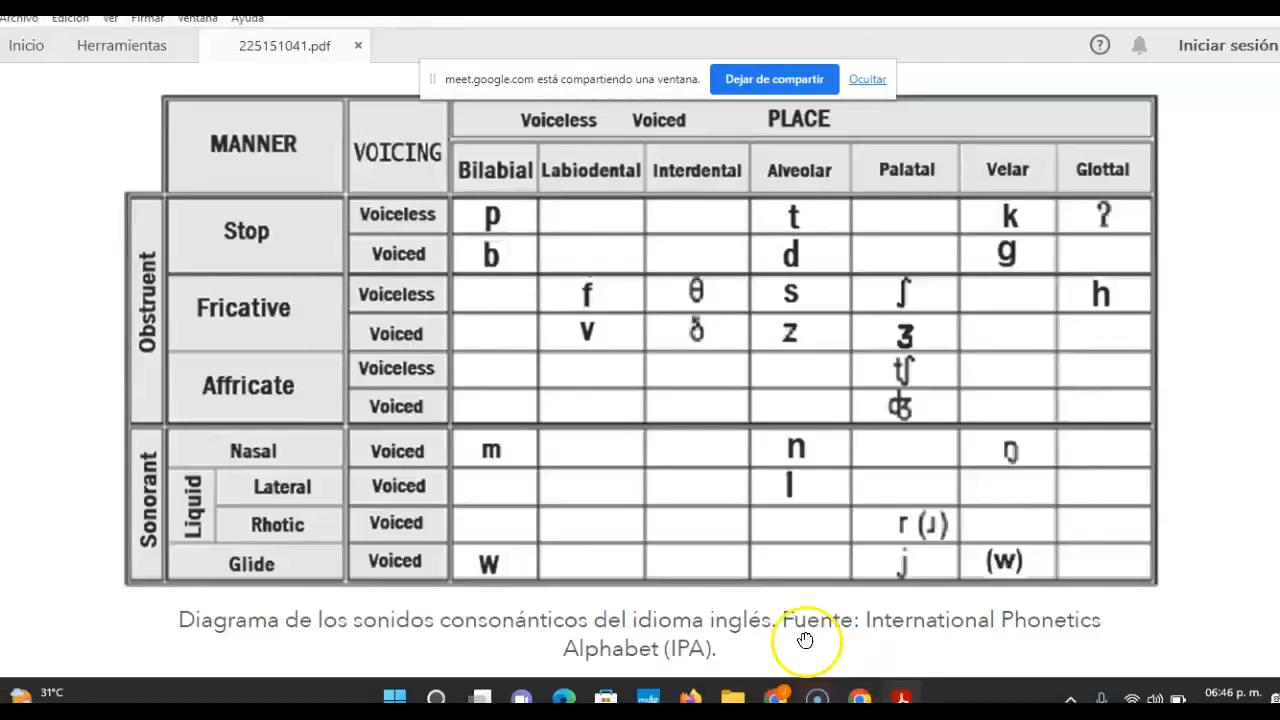 Archivo Edición Ver Firmar Ventana Ayuda
Inicio Herramientas 225151041.pdf × ? Iniciar sesión
meet.google.com está compartiendo una ventana. Dejar de compartir Ocultar
MANNER VOICING Voiceless Voiced PLACE
Bilabial Labiodental Interdental Alveolar Palatal Velar Glottal
Obstruent
Stop Voiceless p t k ʔ
Voiced b d g
Fricative Voiceless f θ s ʃ h
Voiced v ð z ʒ
Affricate Voiceless tʃ
Voiced dʒ
Sonorant
Nasal Voiced m n ŋ
Liquid
Lateral Voiced l
Rhotic Voiced r (ɹ)
Glide Voiced w j (w)
Diagrama de los sonidos consonánticos del idioma inglés. Fuente: International Phonetics
Alphabet (IPA).
31°C 06:46 p. m.